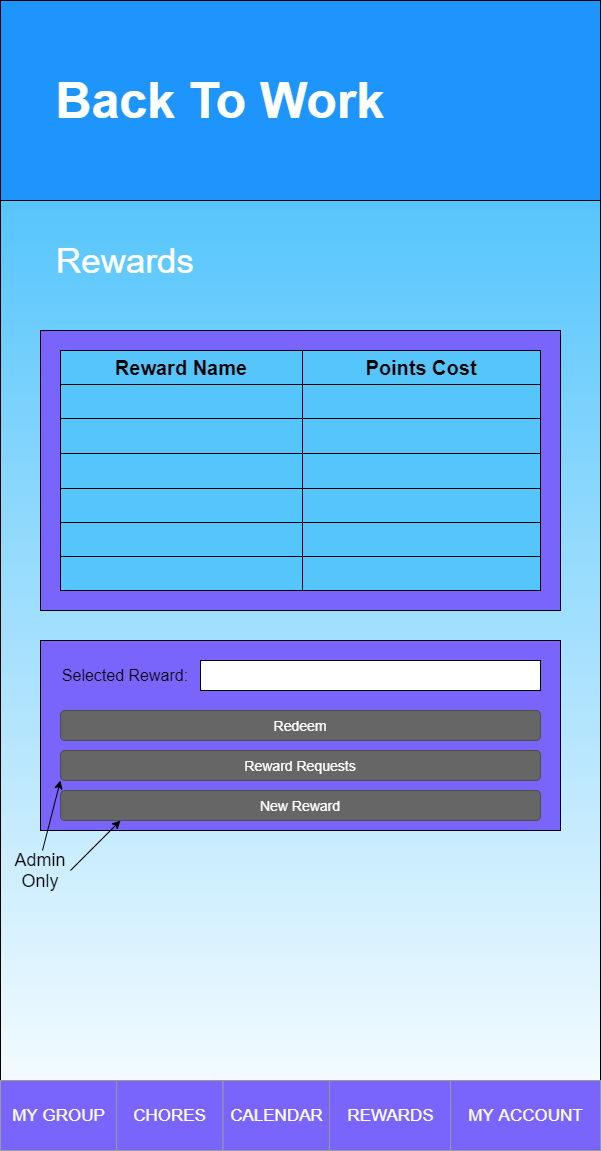 Back To Work
Rewards
Reward Name Points Cost
Selected Reward:
Redeem
Reward Requests
New Reward
Admin
Only
MY GROUP CHORES CALENDAR REWARDS MY ACCOUNT